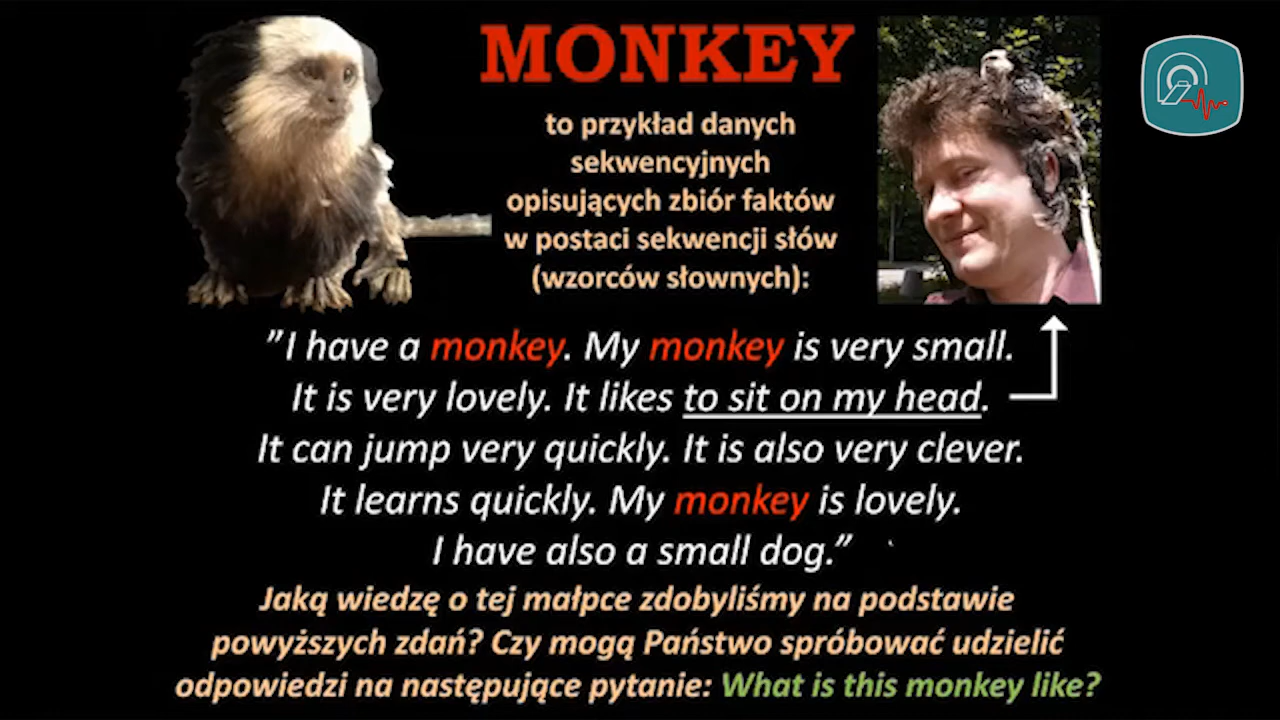 MONKEY
to przykład danych
sekwencyjnych
opisujących zbiór faktów
w postaci sekwencji słów
(wzorców słownych):
”I have a monkey. My monkey is very small.
It is very lovely. It likes to sit on my head.
It can jump very quickly. It is also very clever.
It learns quickly. My monkey is lovely.
I have also a small dog.”
Jaką wiedzę o tej małpce zdobyliśmy na podstawie
powyższych zdań? Czy mogą Państwo spróbować udzielić
odpowiedzi na następujące pytanie: What is this monkey like?